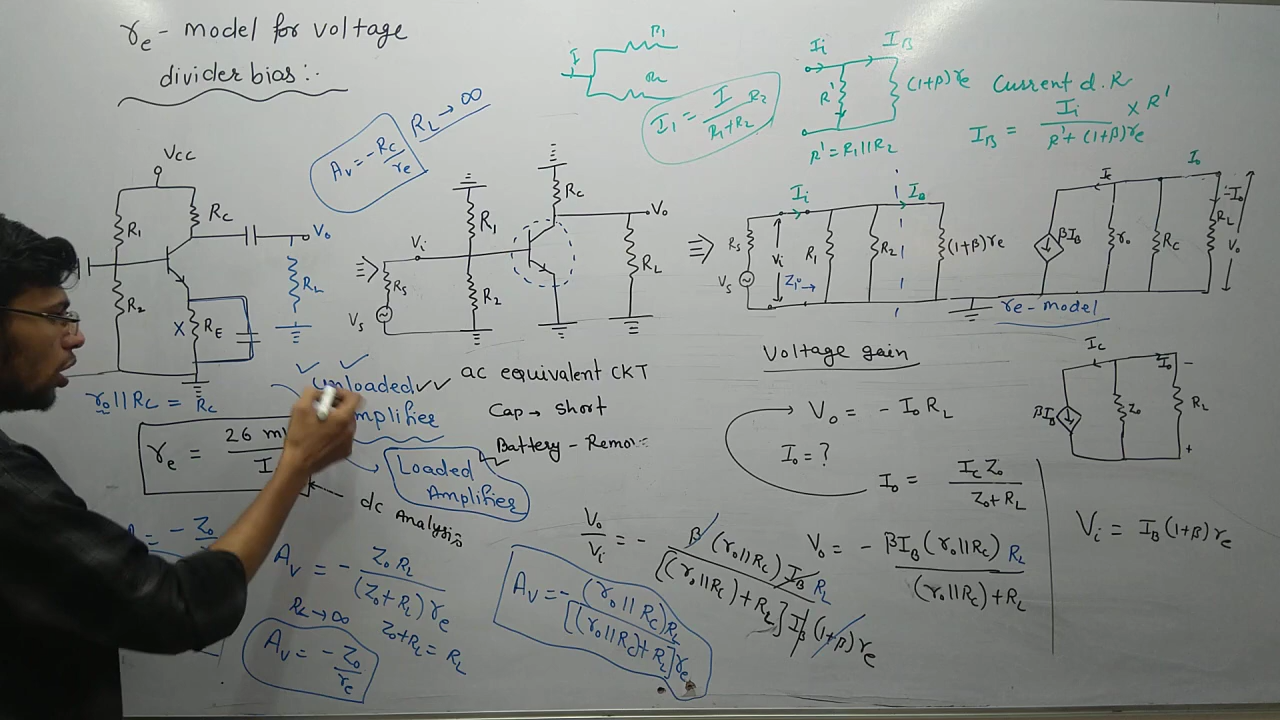 re - model for voltage
divider bias :-
Av = -Rc/re
RL → ∞
I
R1
I1 = I/(R1+R2) R2
Ii
IB
R'
(1+β)re
R' = R1||R2
Current d. R
IB = Ii/(R'+(1+β)re) × R'
Vcc
R1
Rc
Vo
R2
X
RE
RL
ro||Rc = Rc
Vi
Rs
Vs
R1
R2
Rc
Vo
RL
ac equivalent CKT
Cap → short
Ii
IB
Rs
Vs
Vi
Zi →
R1
R2
(1+β)re
βIB
Ic
ro
Rc
Io
-Io
RL
Vo
re-model
unloaded ✓✓
Amplifier
re = 26 m
I
Loaded
Amplifier
dc Analysis
Voltage gain
Vo = - Io RL
Io = ?
Io = Ic Zo/(Zo+RL)
Ic
Io
βIB
Zo
RL
-
+
Vi = IB(1+β)re
= - Zo
Av = - Zo RL/((Zo+RL)re)
RL → ∞
Zo+RL = RL
Av = - Zo/re
Vo/Vi = - β(ro||Rc) IB RL/([(ro||Rc)+RL] IB (1+β)re)
Vo = - βIB(ro||Rc) RL/((ro||Rc)+RL)
Av = - (ro||Rc)RL/([(ro||Rc)+RL]re)